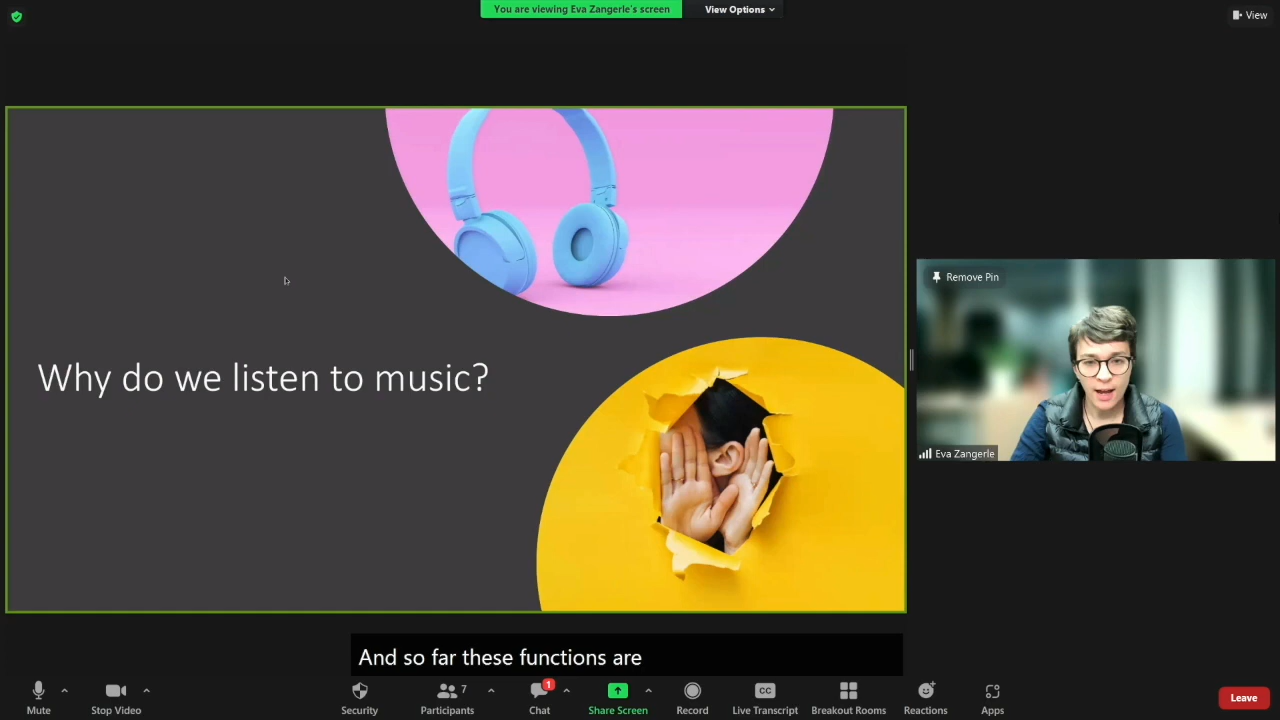 You are viewing Eva Zangerle's screen
View Options
View
Why do we listen to music?
Remove Pin
Eva Zangerle
And so far these functions are
Mute
Stop Video
Security
7
Participants
1
Chat
Share Screen
Record
CC
Live Transcript
Breakout Rooms
Reactions
Apps
Leave